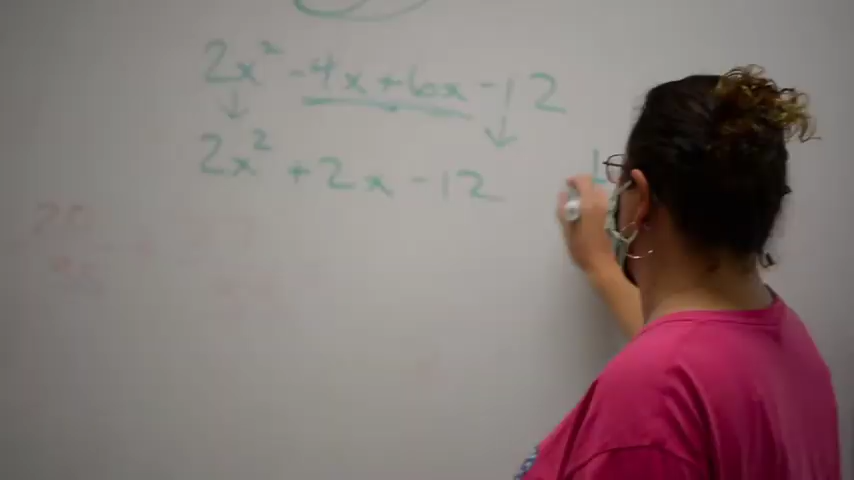 2x² - 4x + 6x - 12
2x² + 2x - 12